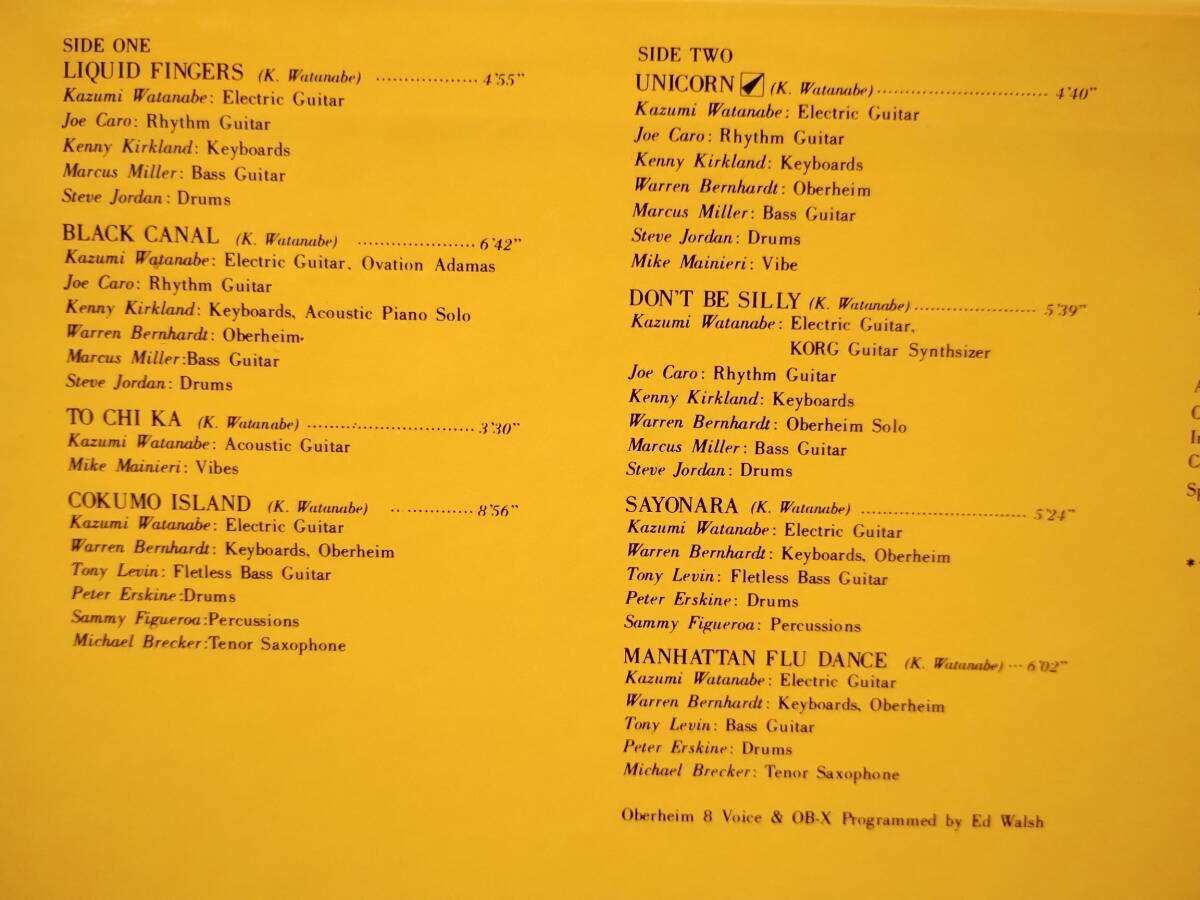 SIDE ONE
LIQUID FINGERS (K. Watanabe) .................. 4'55"
Kazumi Watanabe: Electric Guitar
Joe Caro: Rhythm Guitar
Kenny Kirkland: Keyboards
Marcus Miller: Bass Guitar
Steve Jordan: Drums
BLACK CANAL (K. Watanabe) ..................... 6'42"
Kazumi Watanabe: Electric Guitar, Ovation Adamas
Joe Caro: Rhythm Guitar
Kenny Kirkland: Keyboards, Acoustic Piano Solo
Warren Bernhardt: Oberheim.
Marcus Miller:Bass Guitar
Steve Jordan: Drums
TO CHI KA (K. Watanabe) .............................. 3'30"
Kazumi Watanabe: Acoustic Guitar
Mike Mainieri: Vibes
COKUMO ISLAND (K. Watanabe) .. ............. 8'56"
Kazumi Watanabe: Electric Guitar
Warren Bernhardt: Keyboards, Oberheim
Tony Levin: Fletless Bass Guitar
Peter Erskine:Drums
Sammy Figueroa:Percussions
Michael Brecker:Tenor Saxophone
SIDE TWO
UNICORN (K. Watanabe)............................... 4'40"
Kazumi Watanabe: Electric Guitar
Joe Caro: Rhythm Guitar
Kenny Kirkland: Keyboards
Warren Bernhardt: Oberheim
Marcus Miller: Bass Guitar
Steve Jordan: Drums
Mike Mainieri: Vibe
DON'T BE SILLY (K. Watanabe)...................... 5'39"
Kazumi Watanabe: Electric Guitar,
KORG Guitar Synthsizer
Joe Caro: Rhythm Guitar
Kenny Kirkland: Keyboards
Warren Bernhardt: Oberheim Solo
Marcus Miller: Bass Guitar
Steve Jordan: Drums
SAYONARA (K. Watanabe) ............................. 5'24"
Kazumi Watanabe: Electric Guitar
Warren Bernhardt: Keyboards, Oberheim
Tony Levin: Fletless Bass Guitar
Peter Erskine: Drums
Sammy Figueroa: Percussions
MANHATTAN FLU DANCE (K. Watanabe) ... 6'02"
Kazumi Watanabe: Electric Guitar
Warren Bernhardt: Keyboards, Oberheim
Tony Levin: Bass Guitar
Peter Erskine: Drums
Michael Brecker: Tenor Saxophone
Oberheim 8 Voice & OB-X Programmed by Ed Walsh